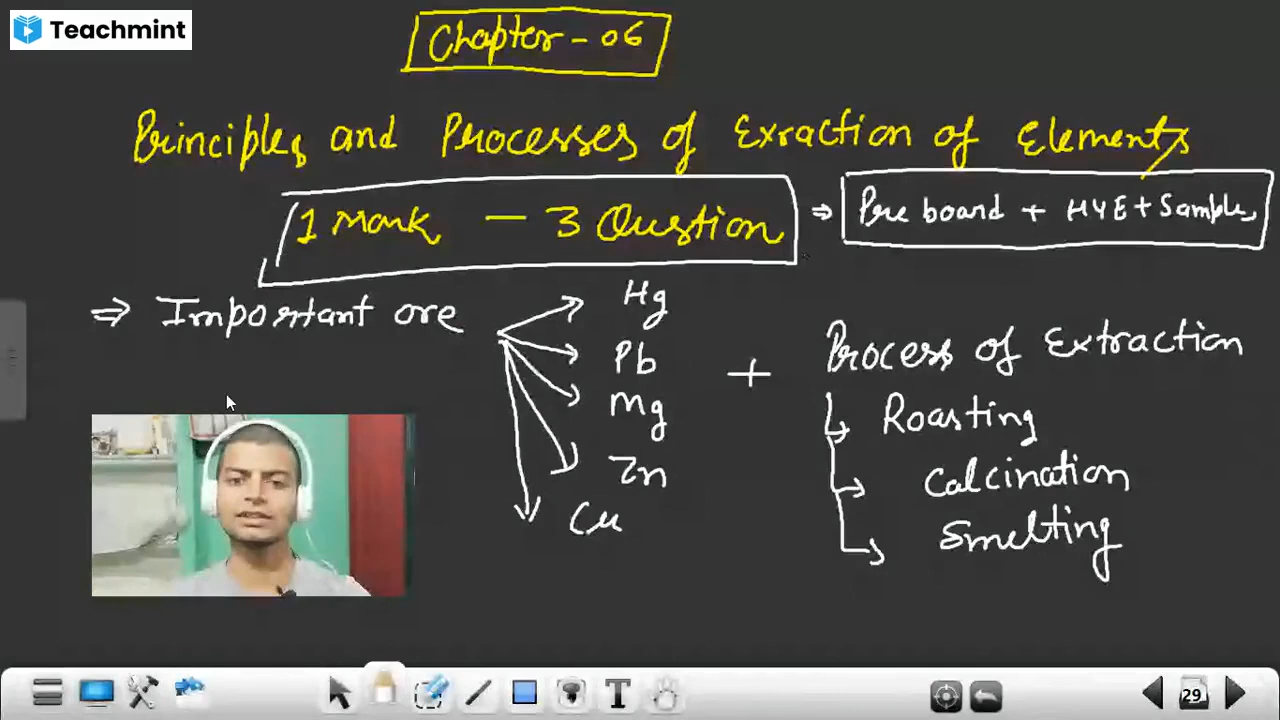 Teachmint
Chapter - 06
Principles and Processes of Exraction of Elements
1 Mark - 3 Question ⇒ Pre board + HYE + Sample
⇒ Important ore
Hg
Pb
Mg
Zn
Cu
+
Process of Extraction
Roasting
Calcination
Smelting
29